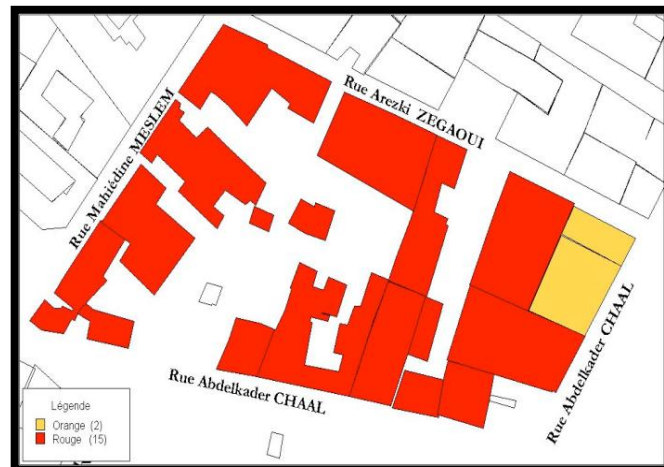 Rue Arezki ZEGAOUI
Rue Mahiédine MESLEM
Rue Abdelkader CHAAL
Rue Abdelkader CHAAL
Légende
Orange (2)
Rouge (15)